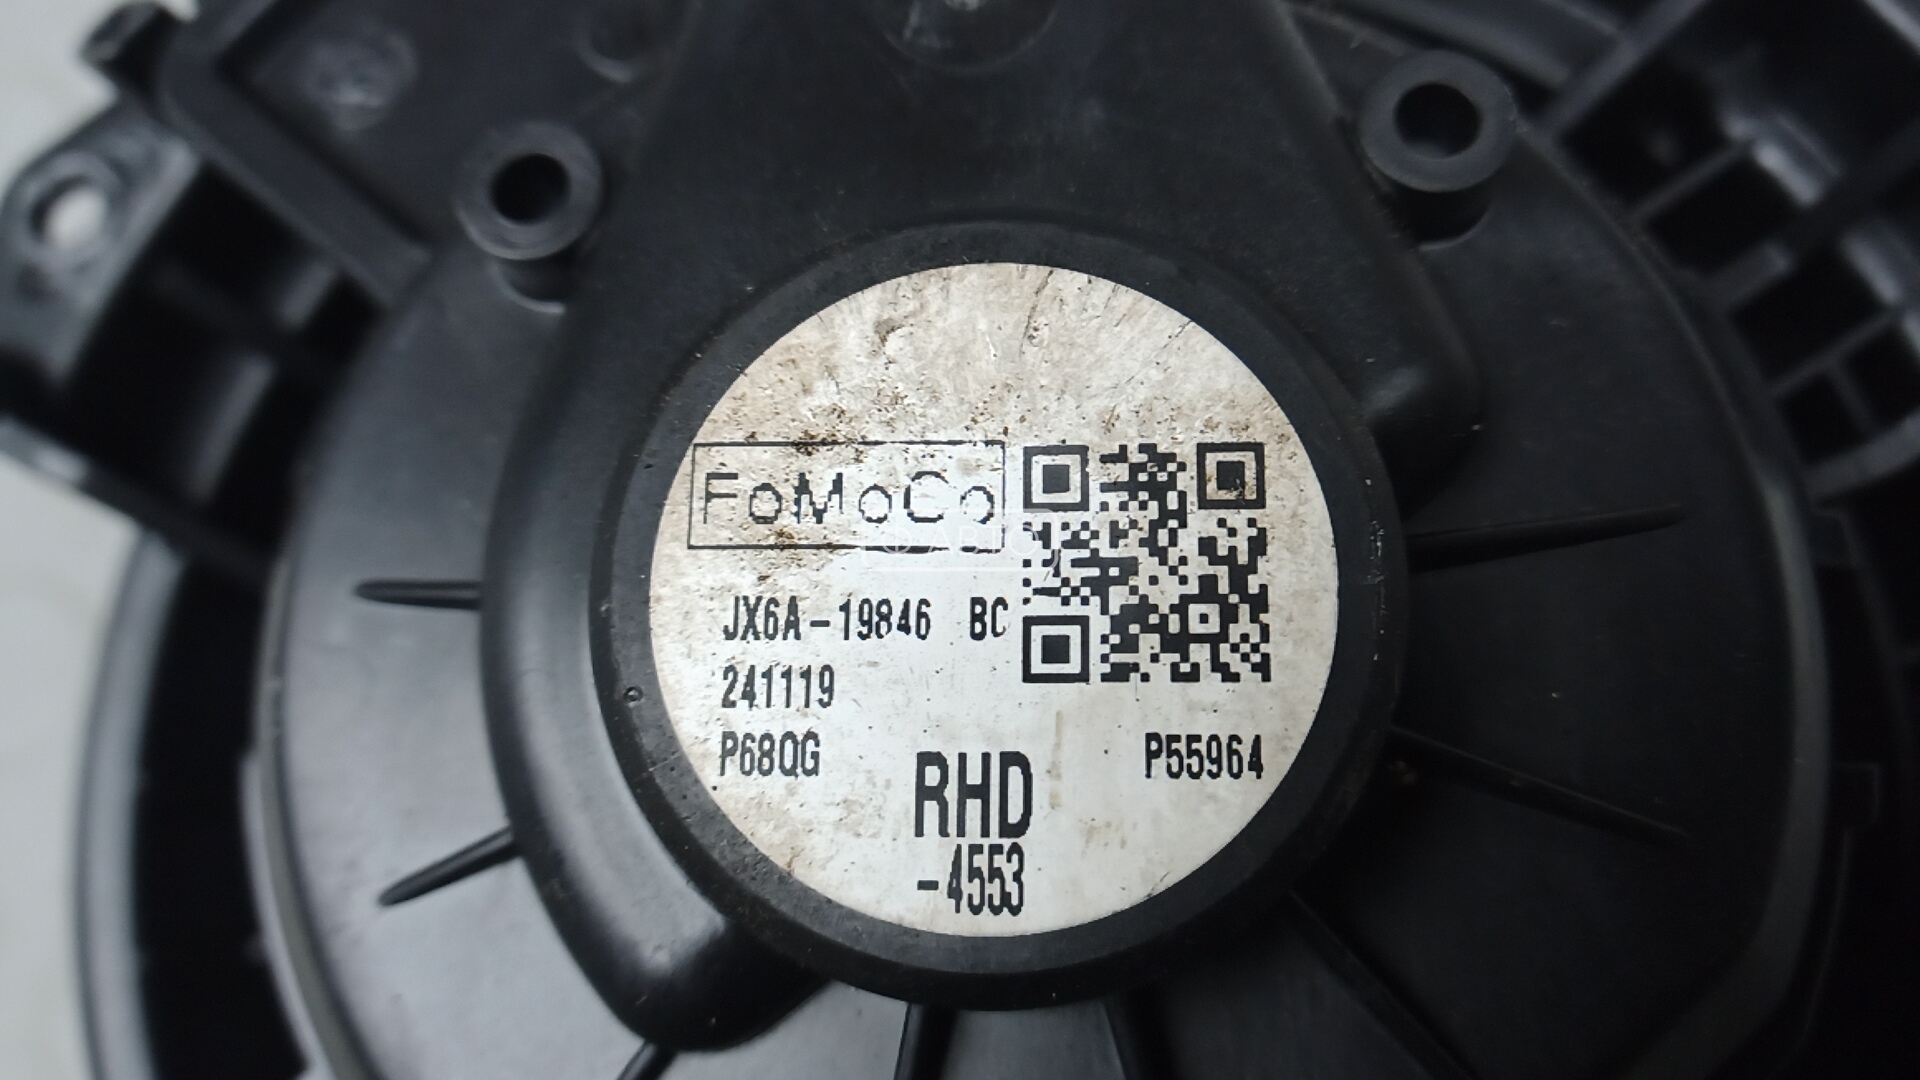 FoMoCo
JX6A-19846 BC
241119
P68QG
RHD
-4553
P55964